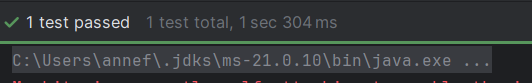 1 test passed 1 test total, 1 sec 304 ms
C:\Users\annef\.jdks\ms-21.0.10\bin\java.exe ...